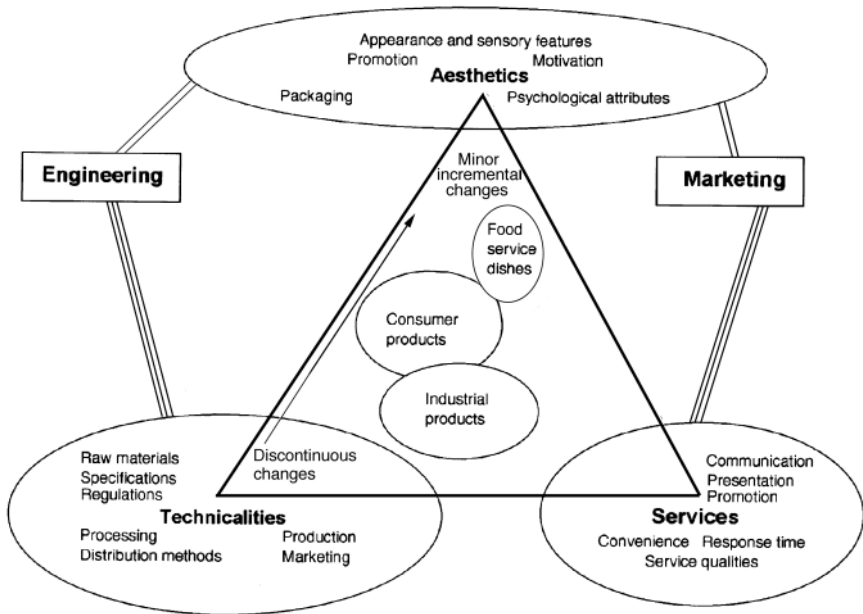 Appearance and sensory features
Promotion Motivation
Aesthetics
Packaging Psychological attributes
Engineering
Marketing
Minor
incremental
changes
Food
service
dishes
Consumer
products
Industrial
products
Discontinuous
changes
Raw materials
Specifications
Regulations
Technicalities
Processing Production
Distribution methods Marketing
Communication
Presentation
Promotion
Services
Convenience Response time
Service qualities